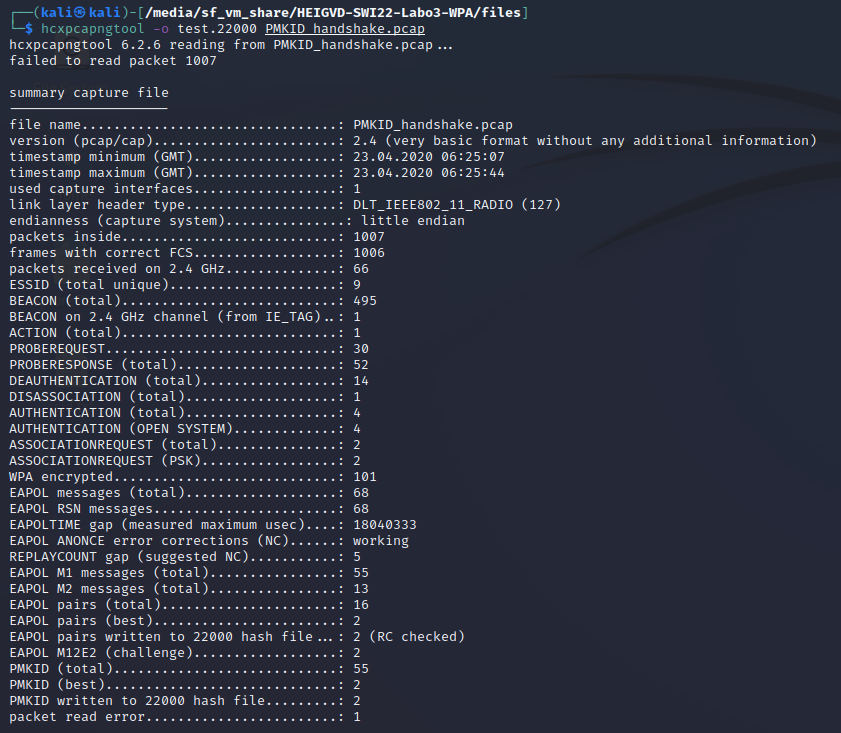 ┌──(kali㉿kali)-[/media/sf_vm_share/HEIGVD-SWI22-Labo3-WPA/files]
└─$ hcxpcapngtool -o test.22000 PMKID_handshake.pcap
hcxpcapngtool 6.2.6 reading from PMKID_handshake.pcap...
failed to read packet 1007

summary capture file
--------------------
file name................................: PMKID_handshake.pcap
version (pcap/cap).......................: 2.4 (very basic format without any additional information)
timestamp minimum (GMT)..................: 23.04.2020 06:25:07
timestamp maximum (GMT)..................: 23.04.2020 06:25:44
used capture interfaces..................: 1
link layer header type...................: DLT_IEEE802_11_RADIO (127)
endianness (capture system)...............: little endian
packets inside...........................: 1007
frames with correct FCS..................: 1006
packets received on 2.4 GHz..............: 66
ESSID (total unique).....................: 9
BEACON (total)...........................: 495
BEACON on 2.4 GHz channel (from IE_TAG)..: 1
ACTION (total)...........................: 1
PROBEREQUEST.............................: 30
PROBERESPONSE (total)....................: 52
DEAUTHENTICATION (total).................: 14
DISASSOCIATION (total)...................: 1
AUTHENTICATION (total)...................: 4
AUTHENTICATION (OPEN SYSTEM).............: 4
ASSOCIATIONREQUEST (total)...............: 2
ASSOCIATIONREQUEST (PSK).................: 2
WPA encrypted............................: 101
EAPOL messages (total)...................: 68
EAPOL RSN messages.......................: 68
EAPOLTIME gap (measured maximum usec)....: 18040333
EAPOL ANONCE error corrections (NC)......: working
REPLAYCOUNT gap (suggested NC)...........: 5
EAPOL M1 messages (total)................: 55
EAPOL M2 messages (total)................: 13
EAPOL pairs (total)......................: 16
EAPOL pairs (best).......................: 2
EAPOL pairs written to 22000 hash file...: 2 (RC checked)
EAPOL M12E2 (challenge)..................: 2
PMKID (total)............................: 55
PMKID (best).............................: 2
PMKID written to 22000 hash file.........: 2
packet read error........................: 1